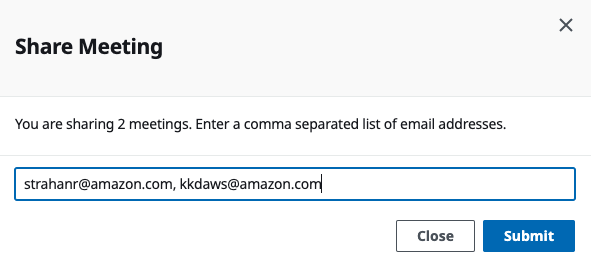 Share Meeting
You are sharing 2 meetings. Enter a comma separated list of email addresses.
strahanr@amazon.com, kkdaws@amazon.com
Close Submit